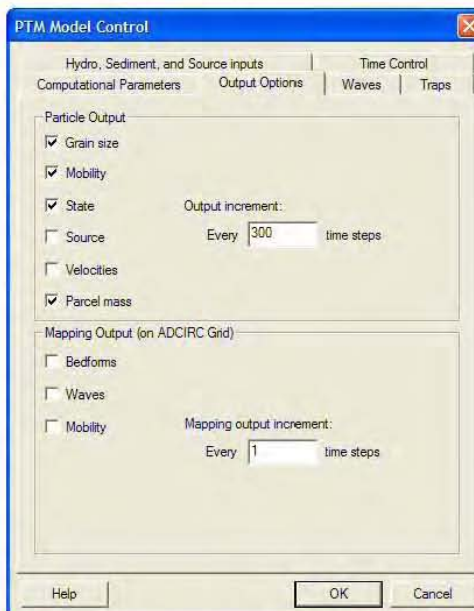 PTM Model Control
Hydro, Sediment, and Source inputs
Time Control
Computational Parameters
Output Options
Waves
Traps
Particle Output
Grain size
Mobility
State
Output increment:
Source
Every 300 time steps
Velocities
Parcel mass
Mapping Output (on ADCIRC Grid)
Bedforms
Waves
Mobility
Mapping output increment:
Every 1 time steps
Help
OK
Cancel